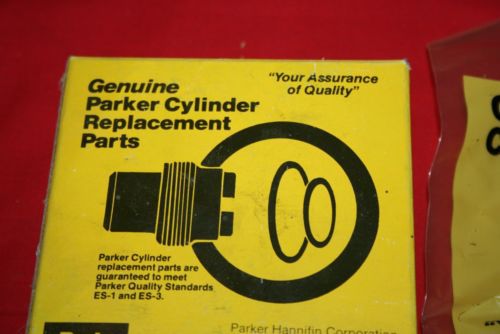 Genuine
Parker Cylinder
Replacement
Parts
"Your Assurance
of Quality"
Parker Cylinder
replacement parts are
guaranteed to meet
Parker Quality Standards
ES-1 and ES-3.
Parker Hannifin Corporation